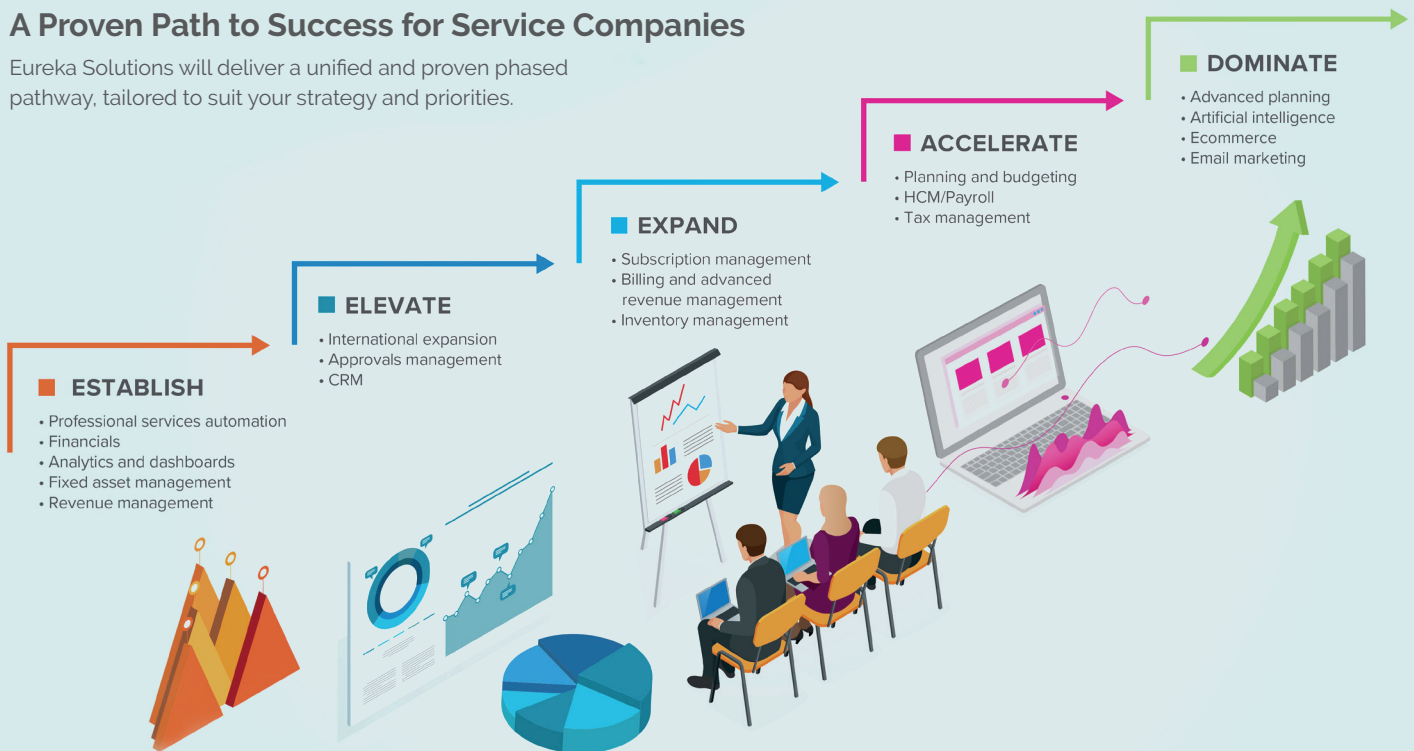 A Proven Path to Success for Service Companies
Eureka Solutions will deliver a unified and proven phased
pathway, tailored to suit your strategy and priorities.
ESTABLISH
• Professional services automation
• Financials
• Analytics and dashboards
• Fixed asset management
• Revenue management
ELEVATE
• International expansion
• Approvals management
• CRM
EXPAND
• Subscription management
• Billing and advanced
revenue management
• Inventory management
ACCELERATE
• Planning and budgeting
• HCM/Payroll
• Tax management
DOMINATE
• Advanced planning
• Artificial intelligence
• Ecommerce
• Email marketing